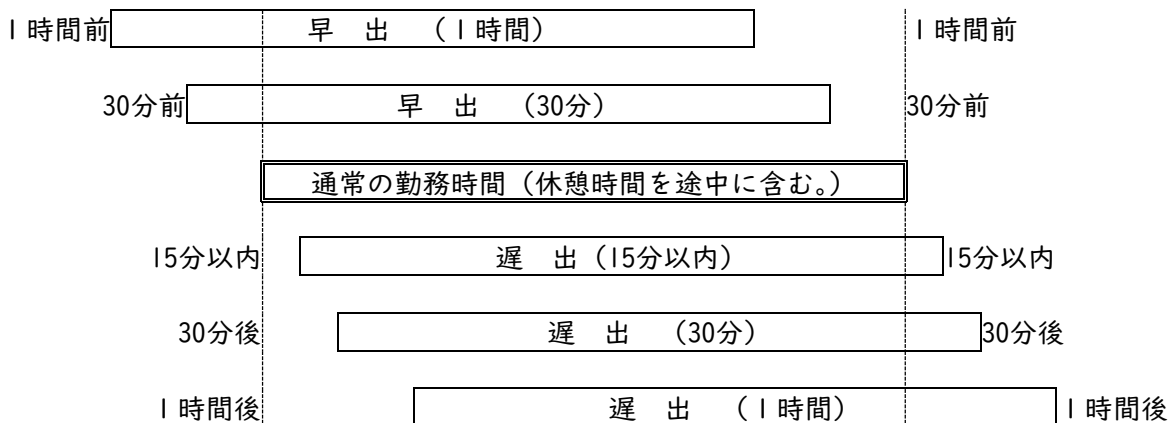 1時間前 早 出 (1時間) 1時間前
30分前 早 出 (30分) 30分前
通常の勤務時間(休憩時間を途中に含む。)
15分以内 遅 出(15分以内) 15分以内
30分後 遅 出 (30分) 30分後
1時間後 遅 出 (1時間) 1時間後